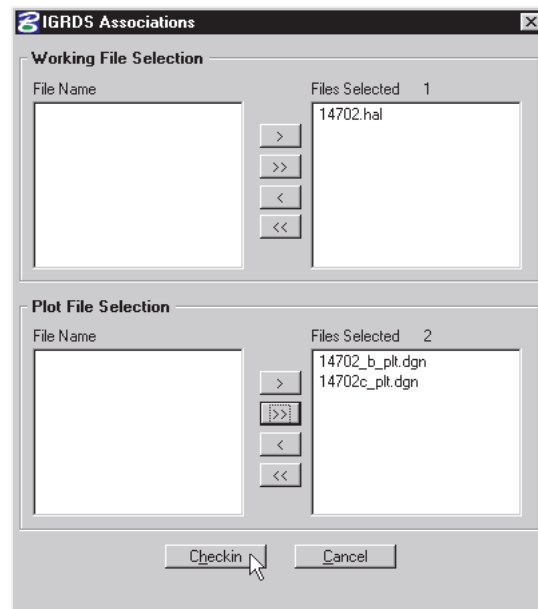 IGRDS Associations
Working File Selection
File Name
Files Selected 1
14702.hal
>
>>
<
<<
Plot File Selection
File Name
Files Selected 2
14702_b_plt.dgn
14702c_plt.dgn
>
>>
<
<<
Checkin
Cancel